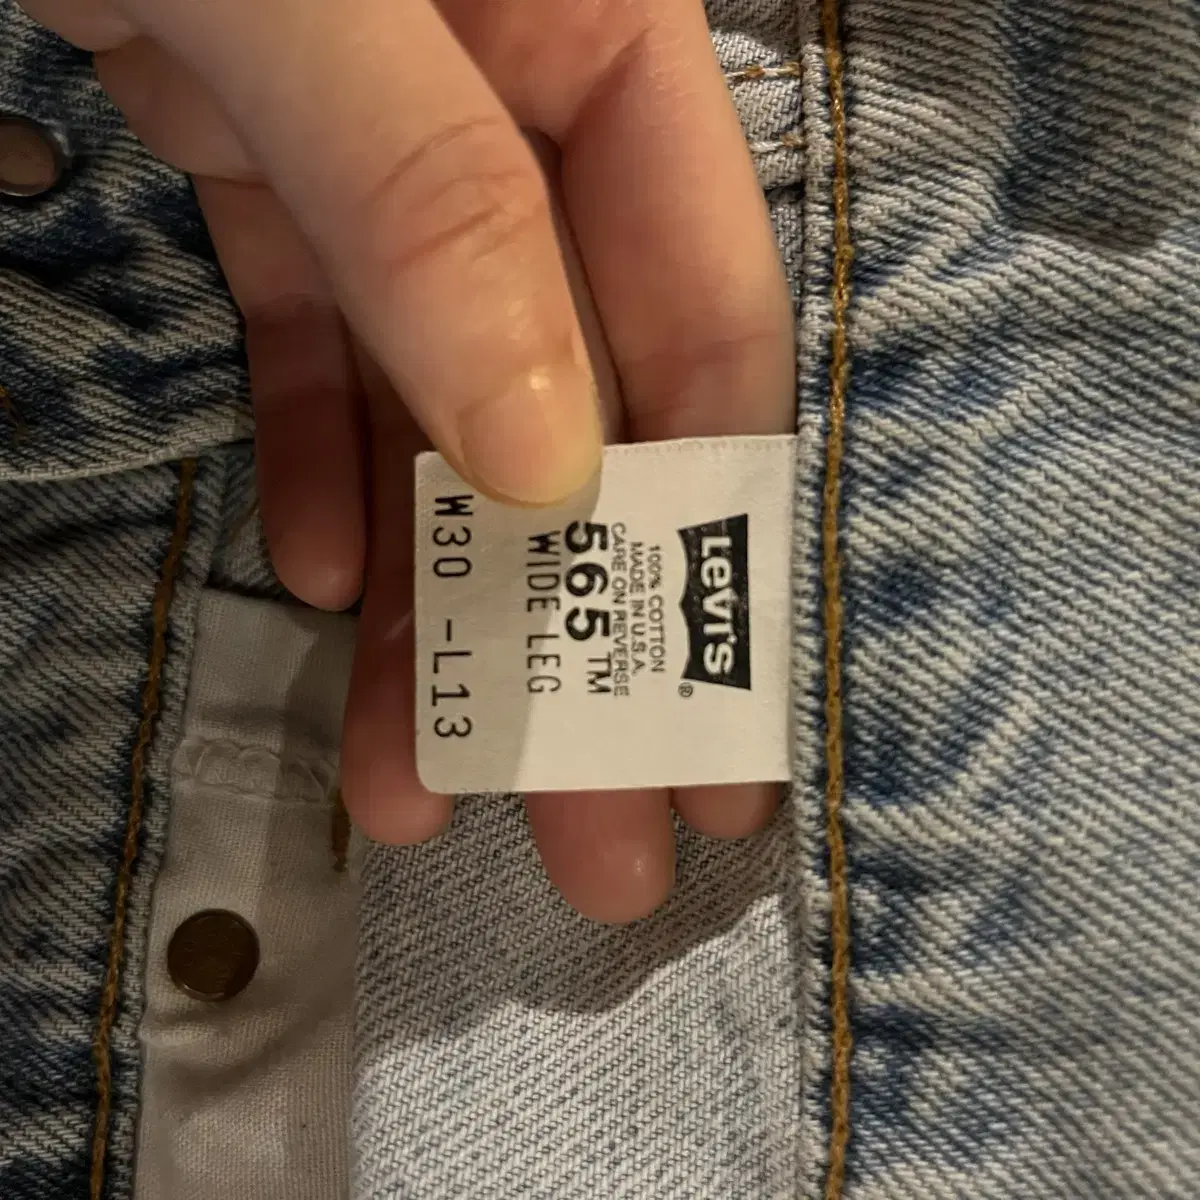 LEVI'S ®
100% COTTON
MADE IN U.S.A.
CARE ON REVERSE
565 TM
WIDE LEG
W30 -L13